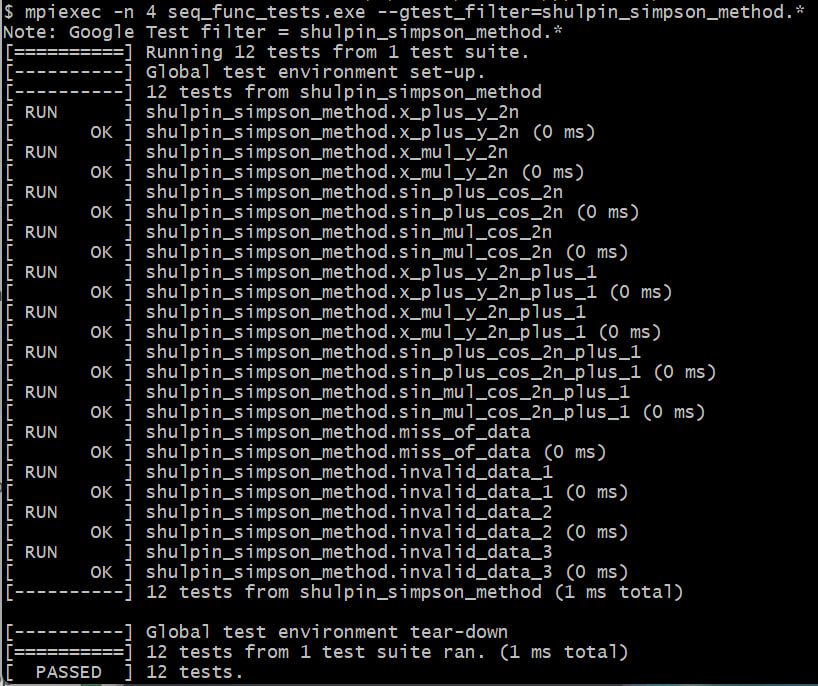 $ mpiexec -n 4 seq_func_tests.exe --gtest_filter=shulpin_simpson_method.*
Note: Google Test filter = shulpin_simpson_method.*
[==========] Running 12 tests from 1 test suite.
[----------] Global test environment set-up.
[----------] 12 tests from shulpin_simpson_method
[ RUN      ] shulpin_simpson_method.x_plus_y_2n
[       OK ] shulpin_simpson_method.x_plus_y_2n (0 ms)
[ RUN      ] shulpin_simpson_method.x_mul_y_2n
[       OK ] shulpin_simpson_method.x_mul_y_2n (0 ms)
[ RUN      ] shulpin_simpson_method.sin_plus_cos_2n
[       OK ] shulpin_simpson_method.sin_plus_cos_2n (0 ms)
[ RUN      ] shulpin_simpson_method.sin_mul_cos_2n
[       OK ] shulpin_simpson_method.sin_mul_cos_2n (0 ms)
[ RUN      ] shulpin_simpson_method.x_plus_y_2n_plus_1
[       OK ] shulpin_simpson_method.x_plus_y_2n_plus_1 (0 ms)
[ RUN      ] shulpin_simpson_method.x_mul_y_2n_plus_1
[       OK ] shulpin_simpson_method.x_mul_y_2n_plus_1 (0 ms)
[ RUN      ] shulpin_simpson_method.sin_plus_cos_2n_plus_1
[       OK ] shulpin_simpson_method.sin_plus_cos_2n_plus_1 (0 ms)
[ RUN      ] shulpin_simpson_method.sin_mul_cos_2n_plus_1
[       OK ] shulpin_simpson_method.sin_mul_cos_2n_plus_1 (0 ms)
[ RUN      ] shulpin_simpson_method.miss_of_data
[       OK ] shulpin_simpson_method.miss_of_data (0 ms)
[ RUN      ] shulpin_simpson_method.invalid_data_1
[       OK ] shulpin_simpson_method.invalid_data_1 (0 ms)
[ RUN      ] shulpin_simpson_method.invalid_data_2
[       OK ] shulpin_simpson_method.invalid_data_2 (0 ms)
[ RUN      ] shulpin_simpson_method.invalid_data_3
[       OK ] shulpin_simpson_method.invalid_data_3 (0 ms)
[----------] 12 tests from shulpin_simpson_method (1 ms total)
[----------] Global test environment tear-down
[==========] 12 tests from 1 test suite ran. (1 ms total)
[  PASSED  ] 12 tests.